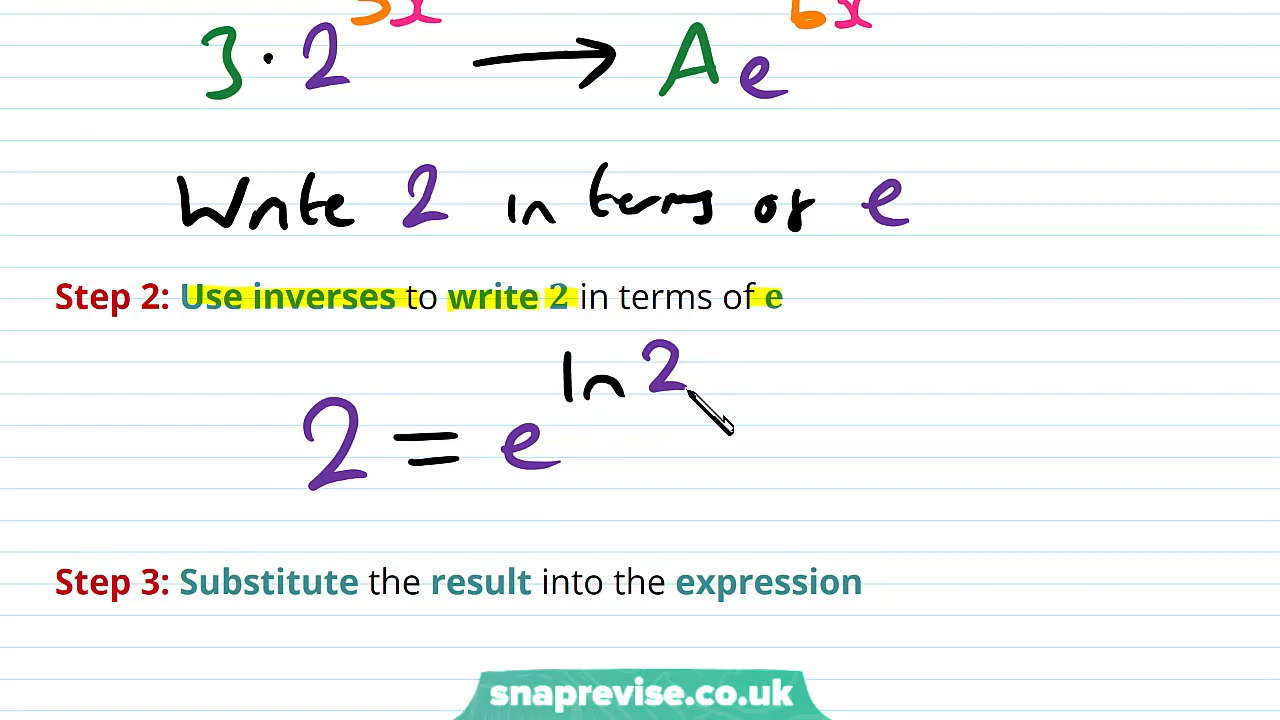 3 · 2^x → A e^bx
Write 2 in terms of e
Step 2: Use inverses to write 2 in terms of e
2 = e^ln 2
Step 3: Substitute the result into the expression
snaprevise.co.uk